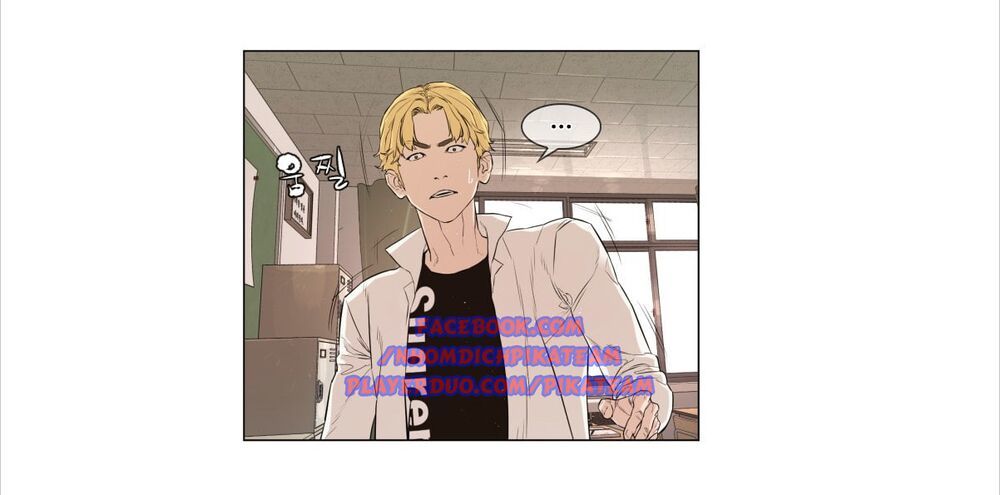 ...
움찔
FACEBOOK.COM
/NHOMDICHPIKATEAM
PLAYERDUO.COM/PIKATEAM